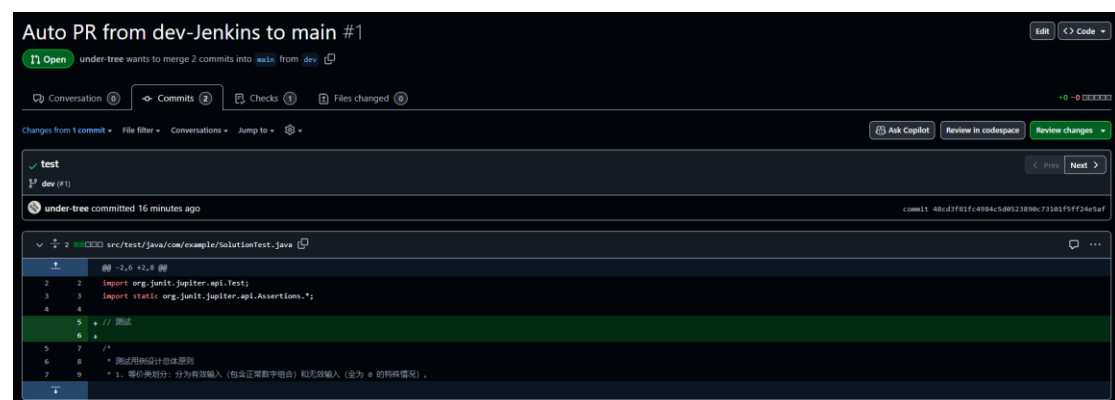 Auto PR from dev-Jenkins to main #1
Edit <> Code
Open under-tree wants to merge 2 commits into main from dev
Conversation 0 Commits 2 Checks 1 Files changed 0 +0 -0
Changes from 1 commit File filter Conversations Jump to Ask Copilot Review in codespace Review changes
test < Prev Next >
dev (#1)
under-tree committed 16 minutes ago commit 48cd3f81fc4984c5d0523890c73101f5ff24e5af
2 src/test/java/com/example/SolutionTest.java
@@ -2,6 +2,8 @@
2 2 import org.junit.jupiter.api.Test;
3 3 import static org.junit.jupiter.api.Assertions.*;
4 4
5 + // 测试
6 +
5 7 /*
6 8 * 测试用例设计总体原则
7 9 * 1. 等价类划分：分为有效输入（包含正常数字组合）和无效输入（全为 0 的特殊情况）。